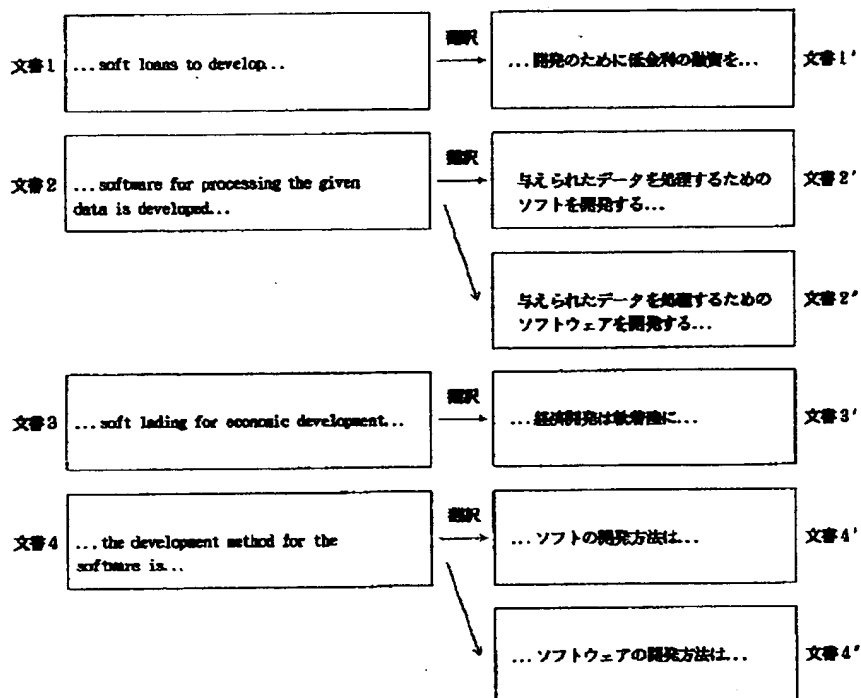 翻訳
文書1
...soft loans to develop...
...開発のために低金利の融資を...
文書1'
翻訳
文書2
...software for processing the given
data is developed...
与えられたデータを処理するための
ソフトを開発する...
文書2'
与えられたデータを処理するための
ソフトウェアを開発する...
文書2"
翻訳
文書3
...soft lading for economic development...
...経済開発は軟着陸に...
文書3'
翻訳
文書4
...the development method for the
software is...
...ソフトの開発方法は...
文書4'
...ソフトウェアの開発方法は...
文書4"